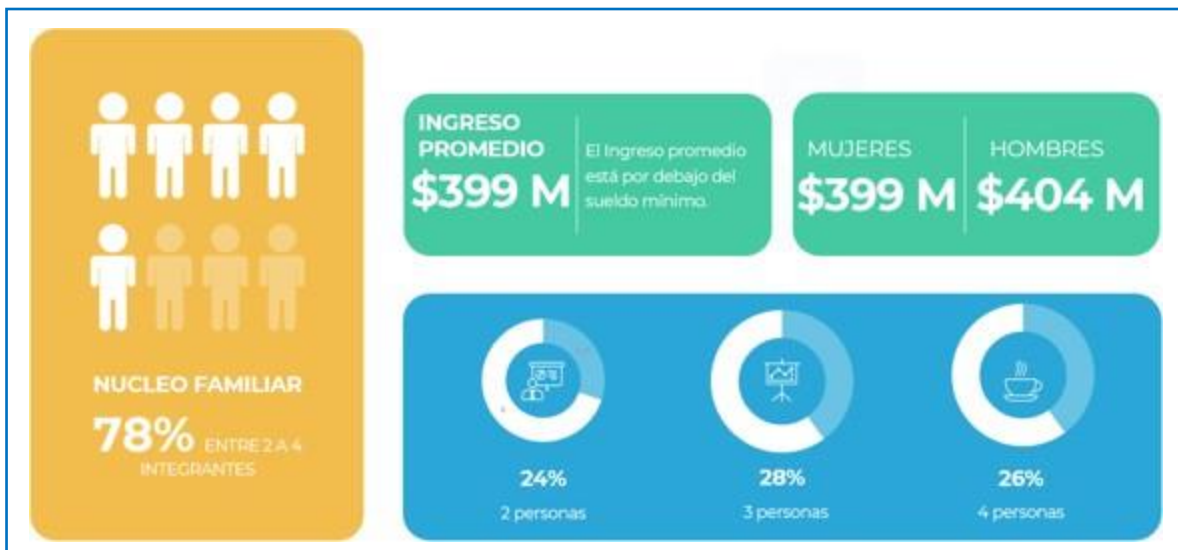 NUCLEO FAMILIAR
78% ENTRE 2 A 4
INTEGRANTES
INGRESO
PROMEDIO
$399 M
El Ingreso promedio
está por debajo del
sueldo mínimo.
MUJERES
$399 M
HOMBRES
$404 M
24%
2 personas
28%
3 personas
26%
4 personas